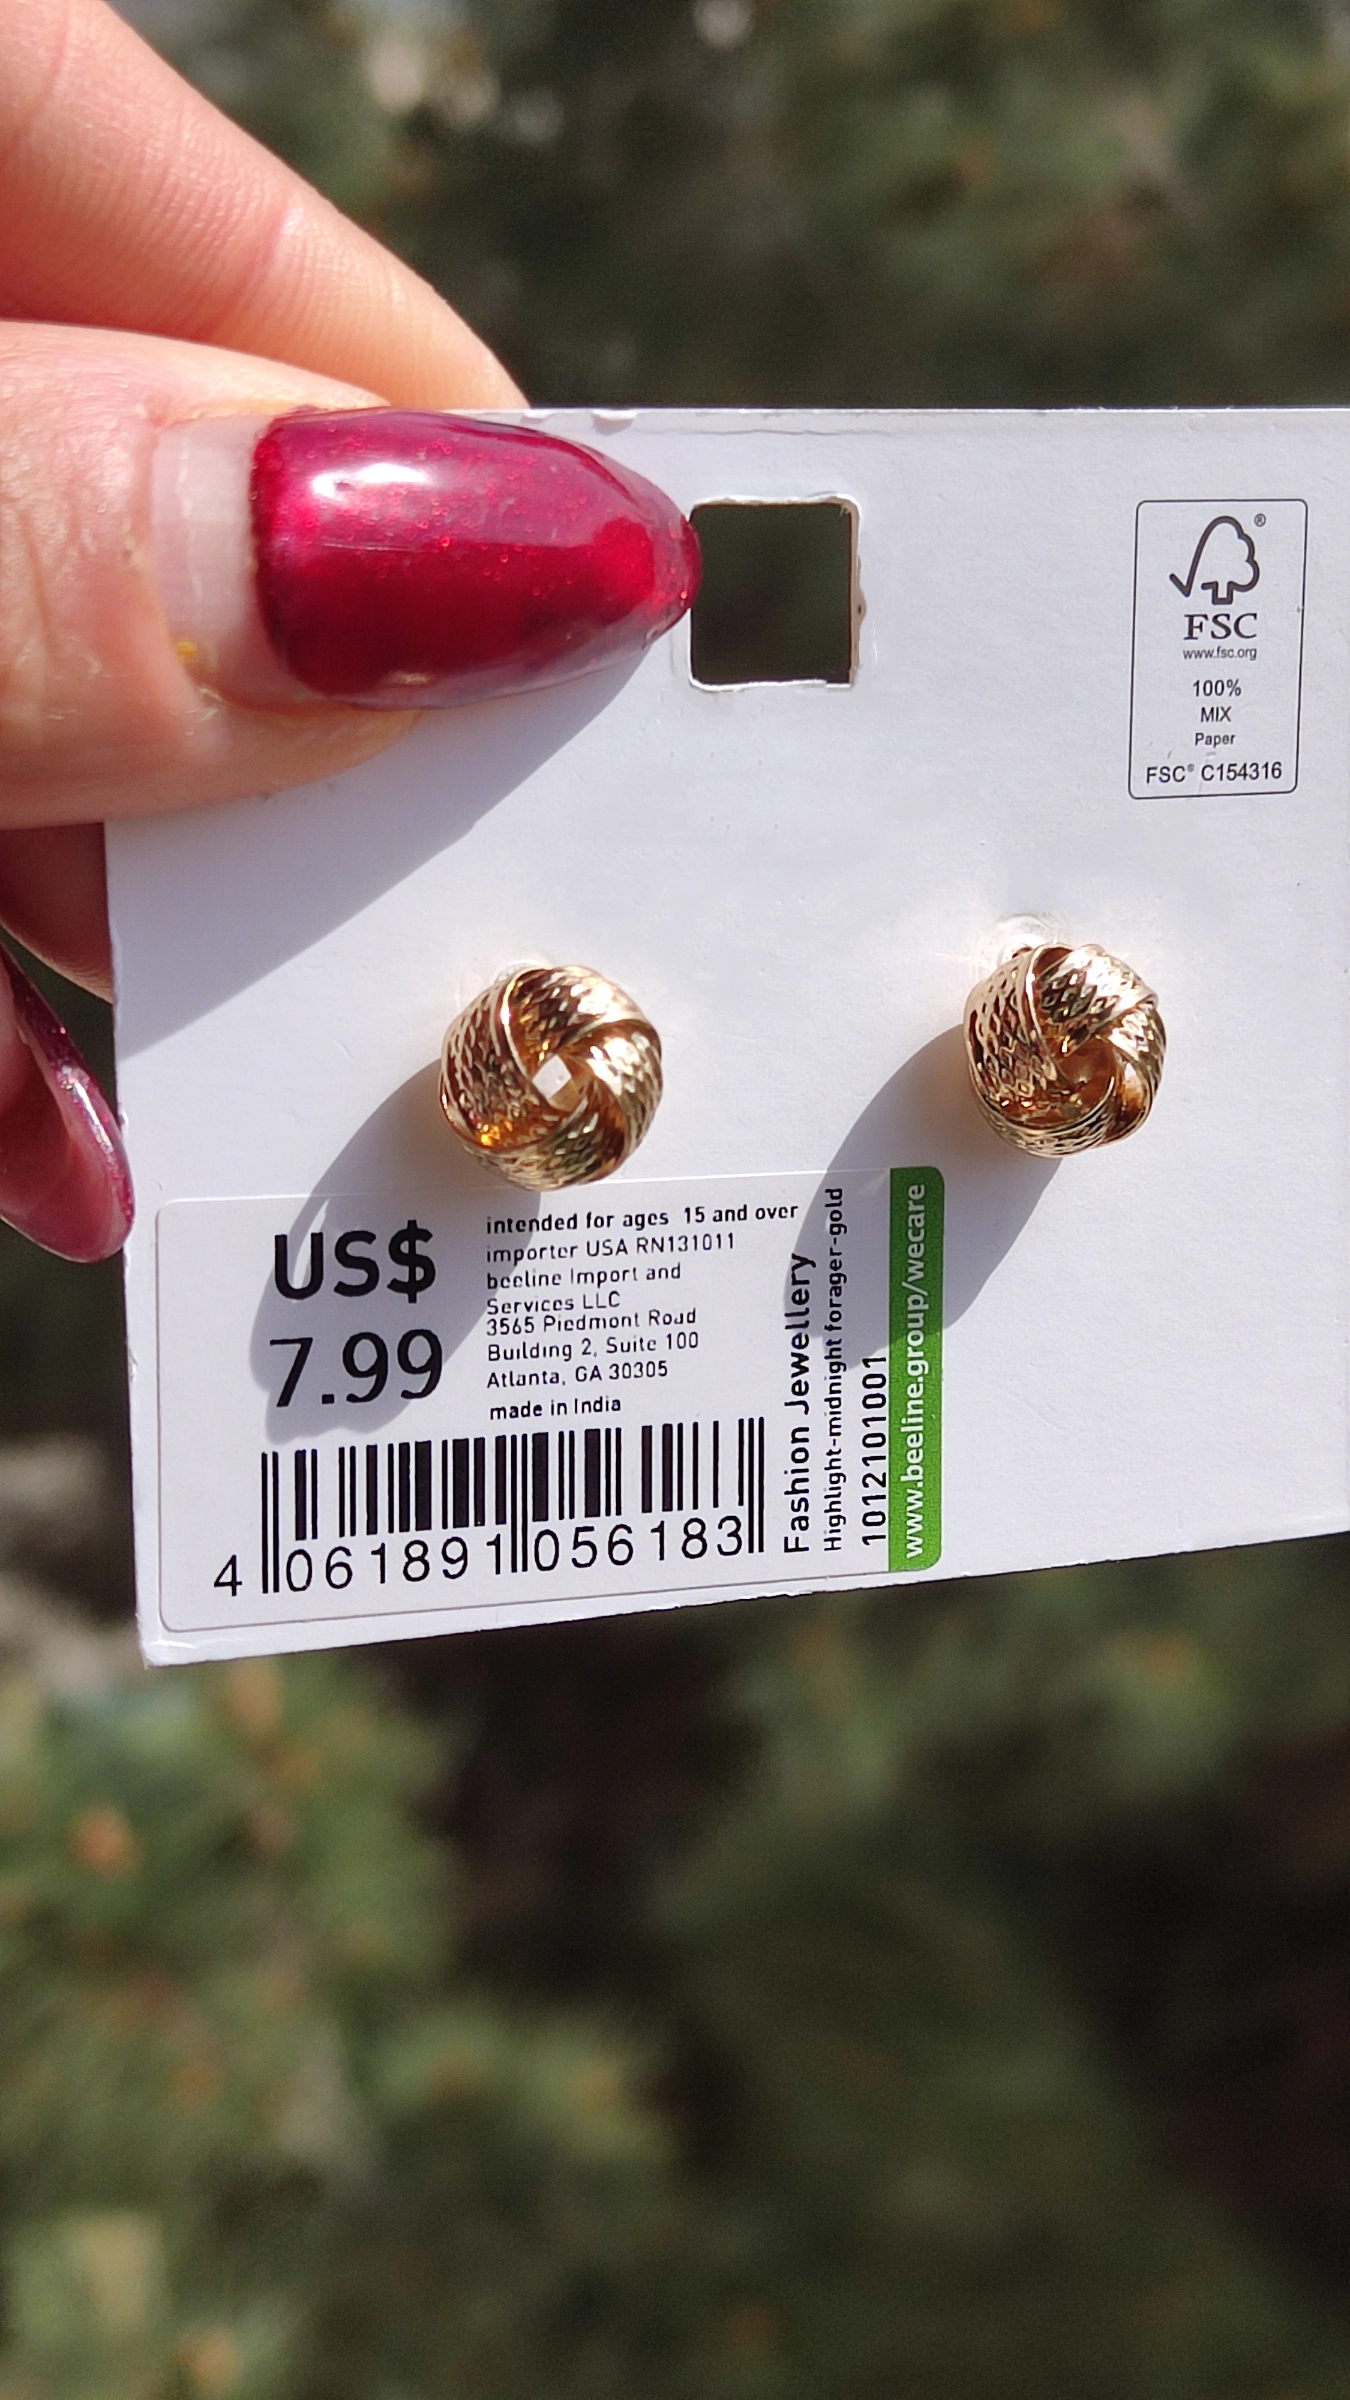 ®
FSC
www.fsc.org
100%
MIX
Paper
FSC® C154316
US$
7.99
intended for ages 15 and over
importer USA RN131011
beeline Import and
Services LLC
3565 Piedmont Road
Building 2, Suite 100
Atlanta, GA 30305
made in India
4 061891 056183
Fashion Jewellery
Highlight-midnight forager-gold
1012101001
www.beeline.group/wecare